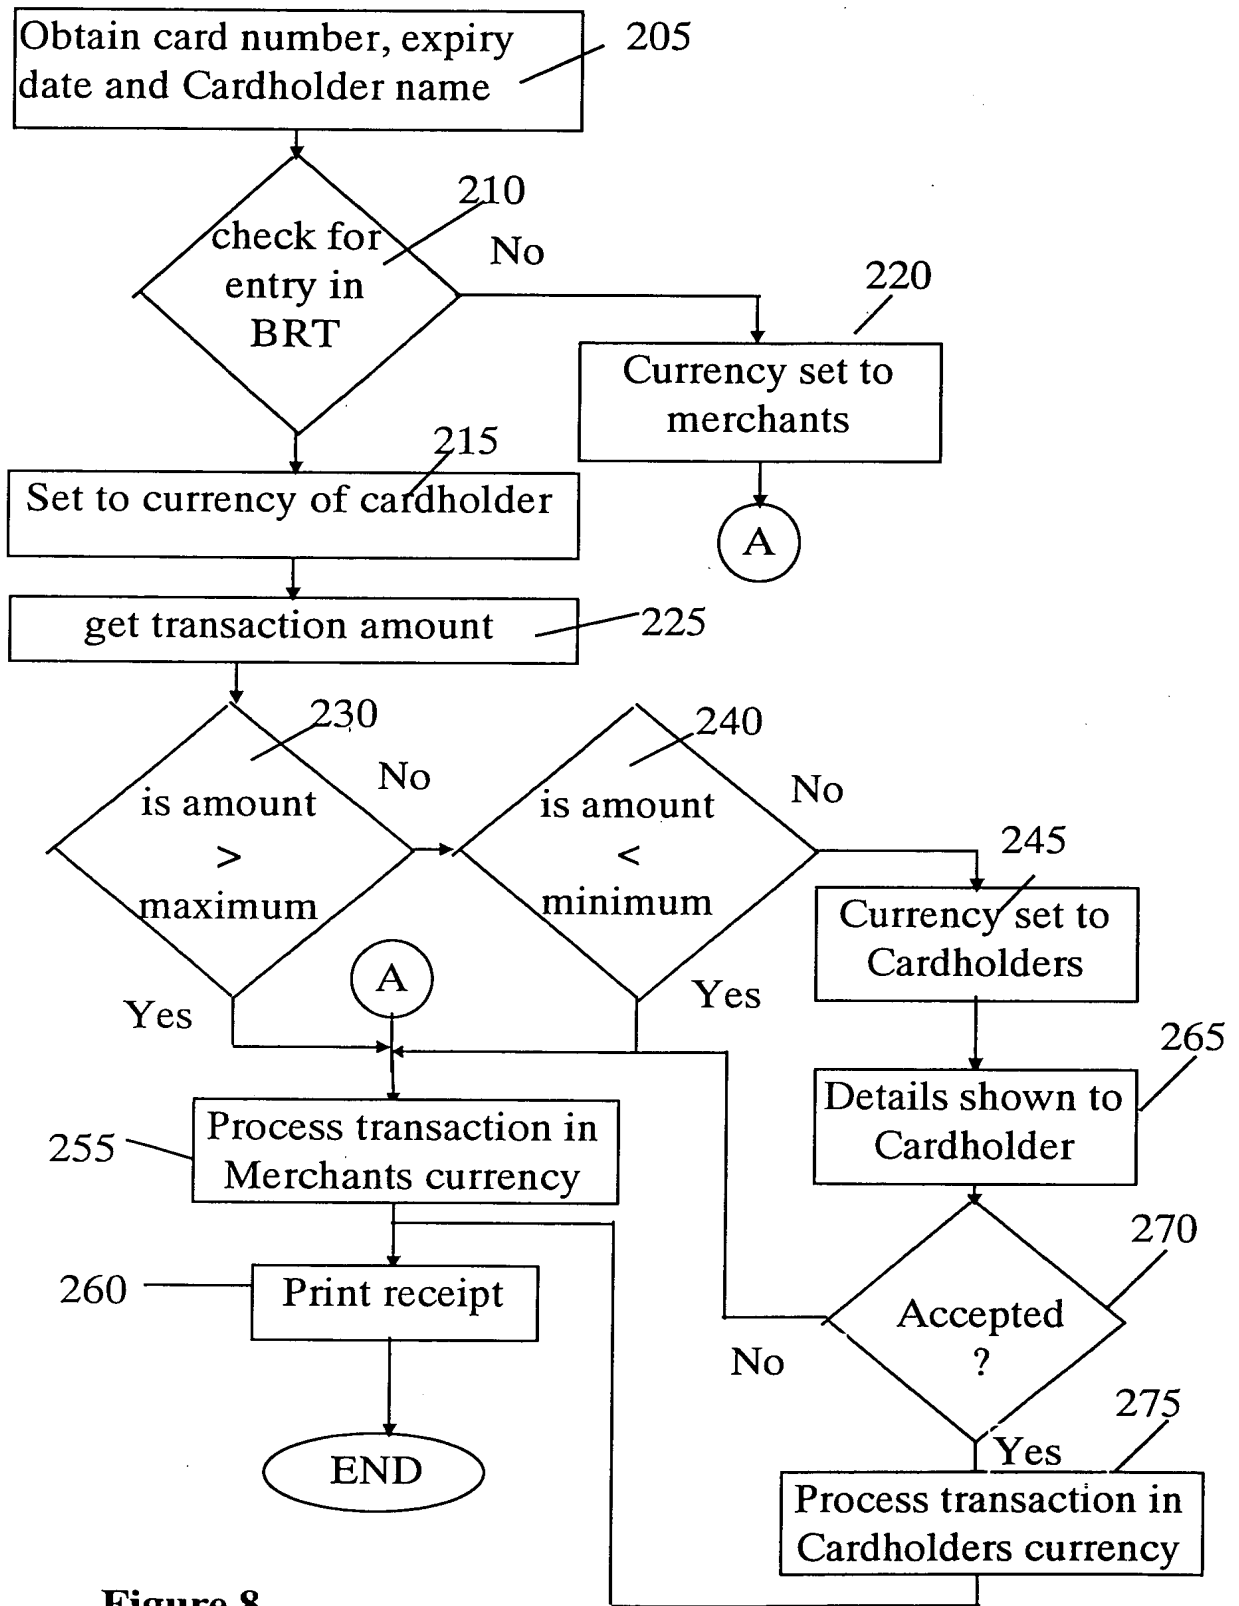 Obtain card number, expiry
date and Cardholder name
205
210
check for
entry in
BRT
No
220
Currency set to
merchants
215
Set to currency of cardholder
A
get transaction amount
225
230
is amount
>
maximum
No
240
is amount
<
minimum
No
245
Currency set to
Cardholders
A
Yes
Yes
265
Details shown to
Cardholder
255
Process transaction in
Merchants currency
270
Accepted
?
260
Print receipt
No
275
Yes
END
Process transaction in
Cardholders currency
Figure 8